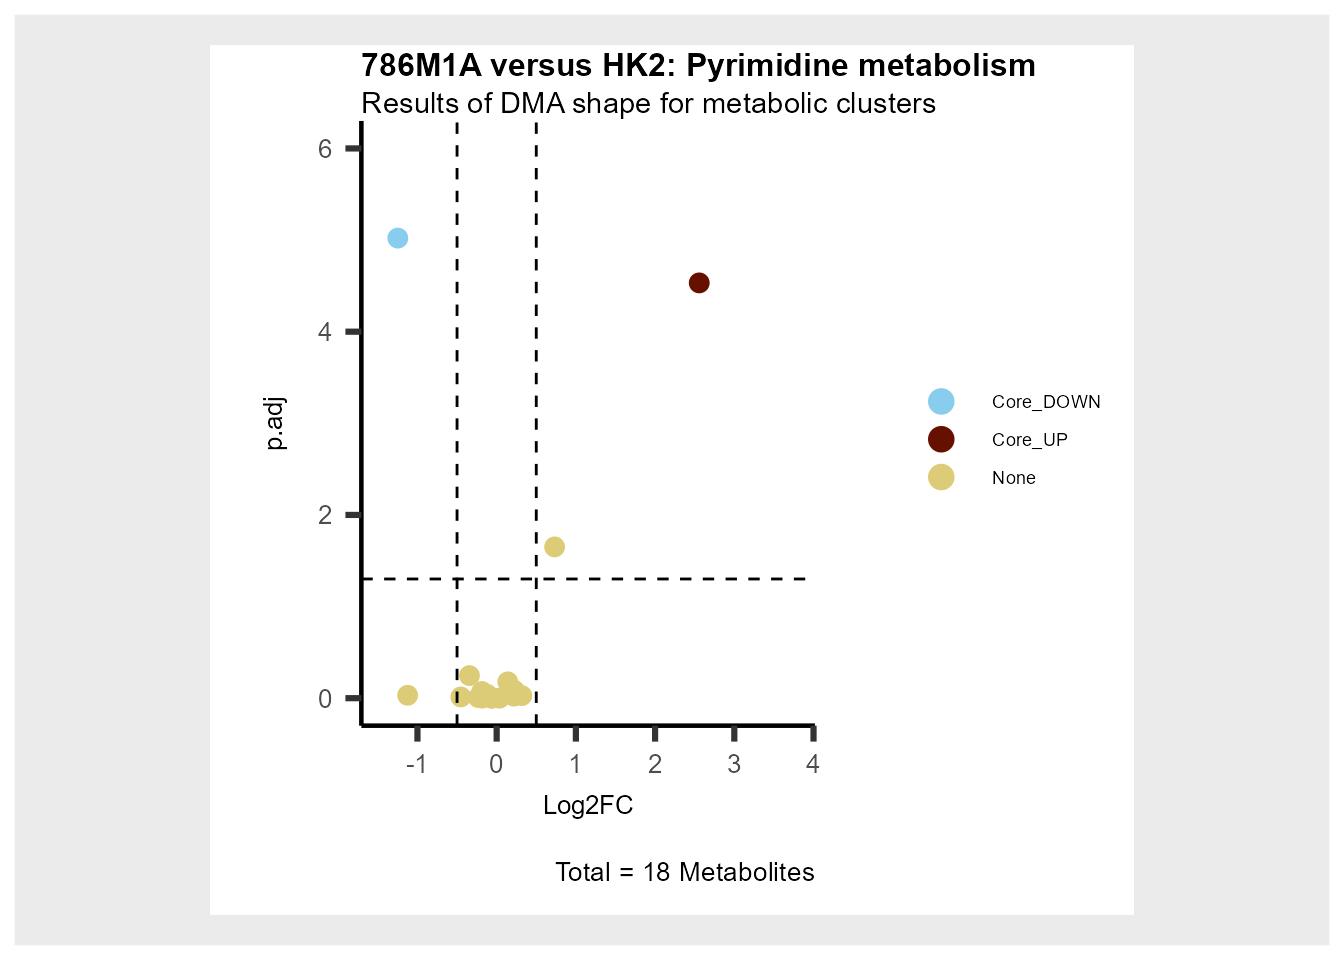 786M1A versus HK2: Pyrimidine metabolism
Results of DMA shape for metabolic clusters
6
4
2
0
p.adj
-1 0 1 2 3 4
Log2FC
Core_DOWN
Core_UP
None
Total = 18 Metabolites